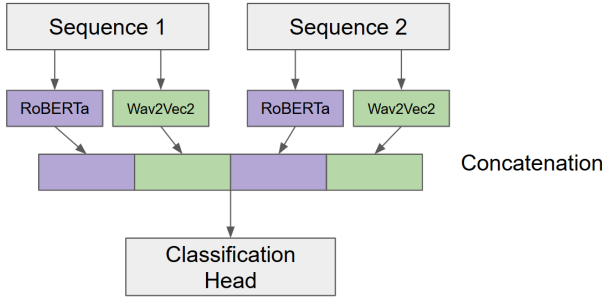 Sequence 1
Sequence 2
RoBERTa
Wav2Vec2
RoBERTa
Wav2Vec2
Concatenation
Classification
Head